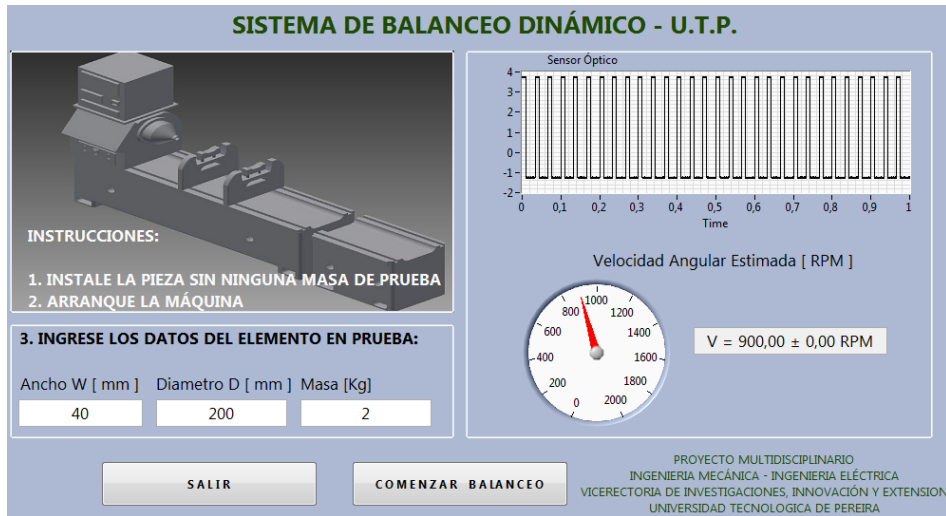 SISTEMA DE BALANCEO DINÁMICO - U.T.P.
INSTRUCCIONES:
1. INSTALE LA PIEZA SIN NINGUNA MASA DE PRUEBA
2. ARRANQUE LA MÁQUINA
3. INGRESE LOS DATOS DEL ELEMENTO EN PRUEBA:
Ancho W [ mm ] Diametro D [ mm ] Masa [Kg]
40 200 2
Sensor Óptico
4
3
2
1
0
-1
-2
0 0,1 0,2 0,3 0,4 0,5 0,6 0,7 0,8 0,9 1
Time
Velocidad Angular Estimada [ RPM ]
0 200 400 600 800 1000 1200 1400 1600 1800 2000
V = 900,00 ± 0,00 RPM
SALIR
COMENZAR BALANCEO
PROYECTO MULTIDISCIPLINARIO
INGENIERIA MECÁNICA - INGENIERIA ELÉCTRICA
VICERECTORIA DE INVESTIGACIONES, INNOVACIÓN Y EXTENSION
UNIVERSIDAD TECNOLOGICA DE PEREIRA